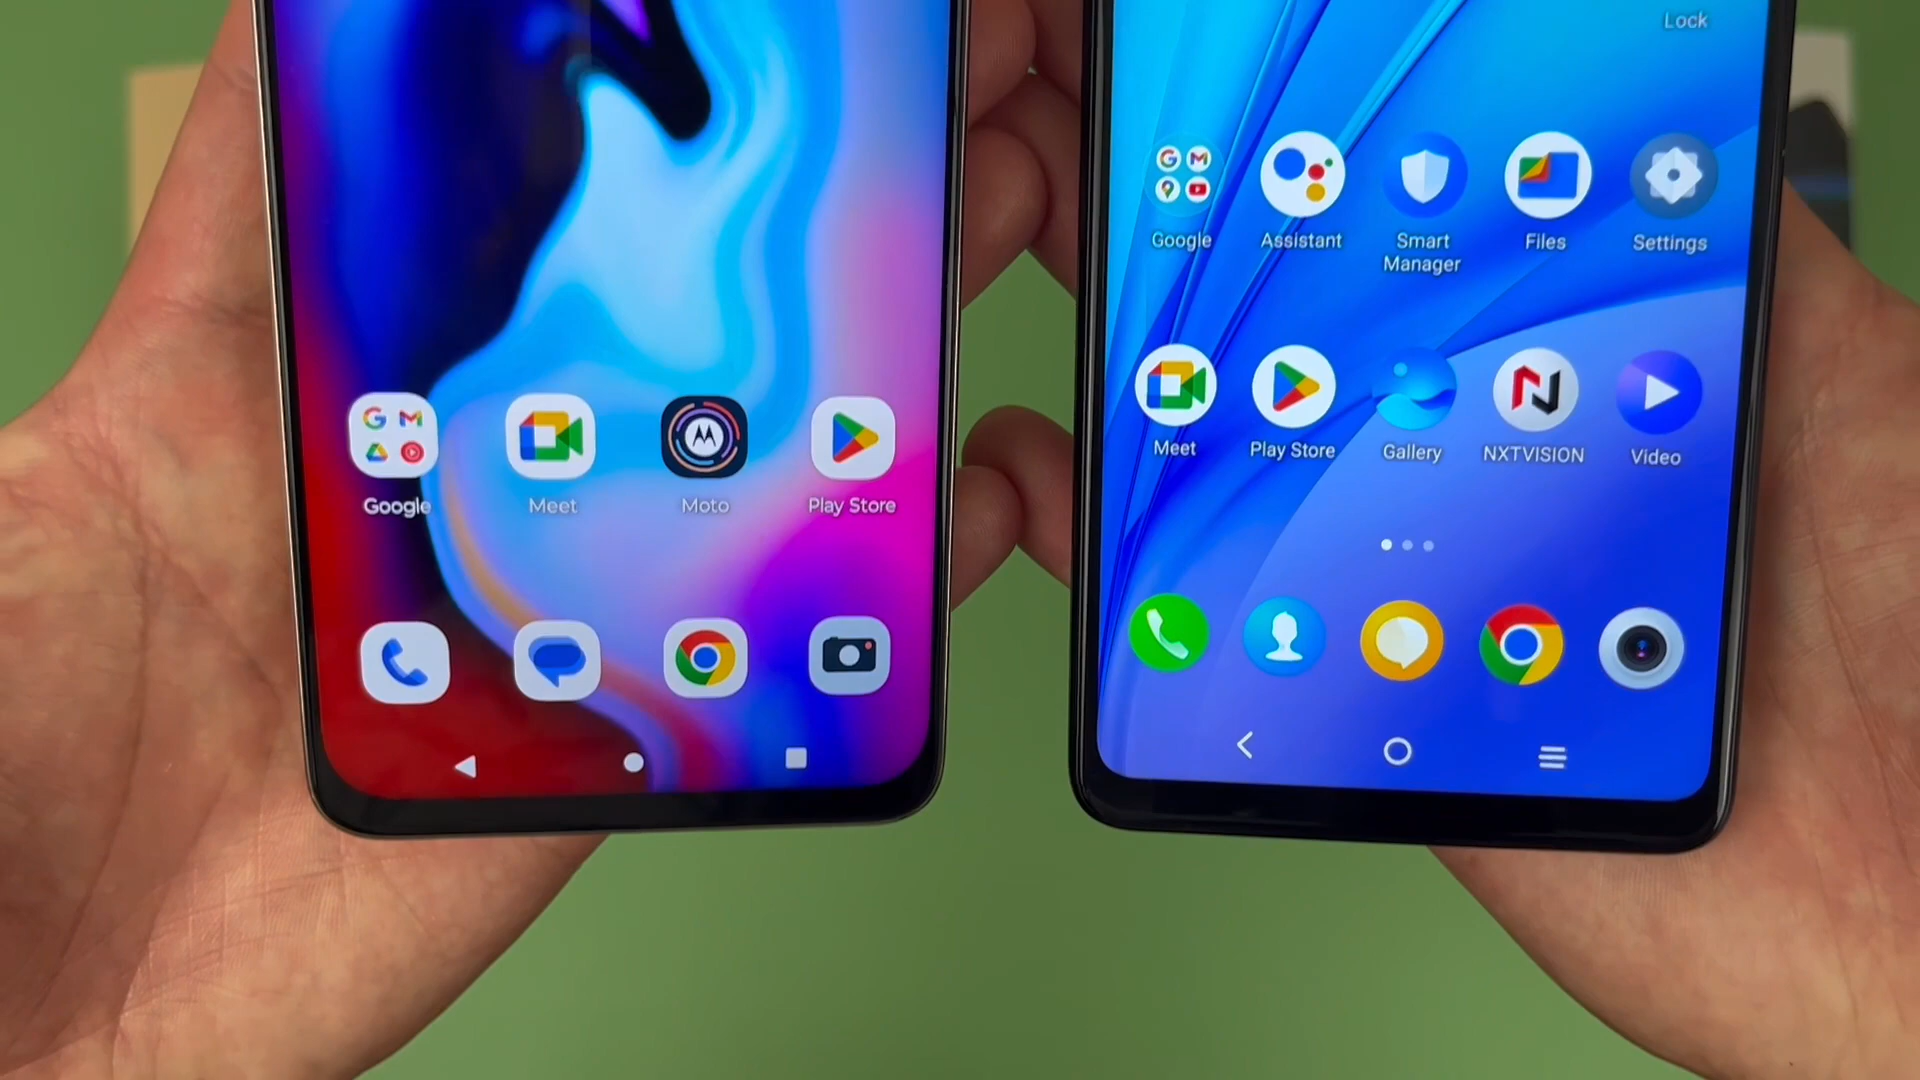 Google
Meet
Moto
Play Store
Lock
Google
Assistant
Smart
Manager
Files
Settings
Meet
Play Store
Gallery
NXTVISION
Video